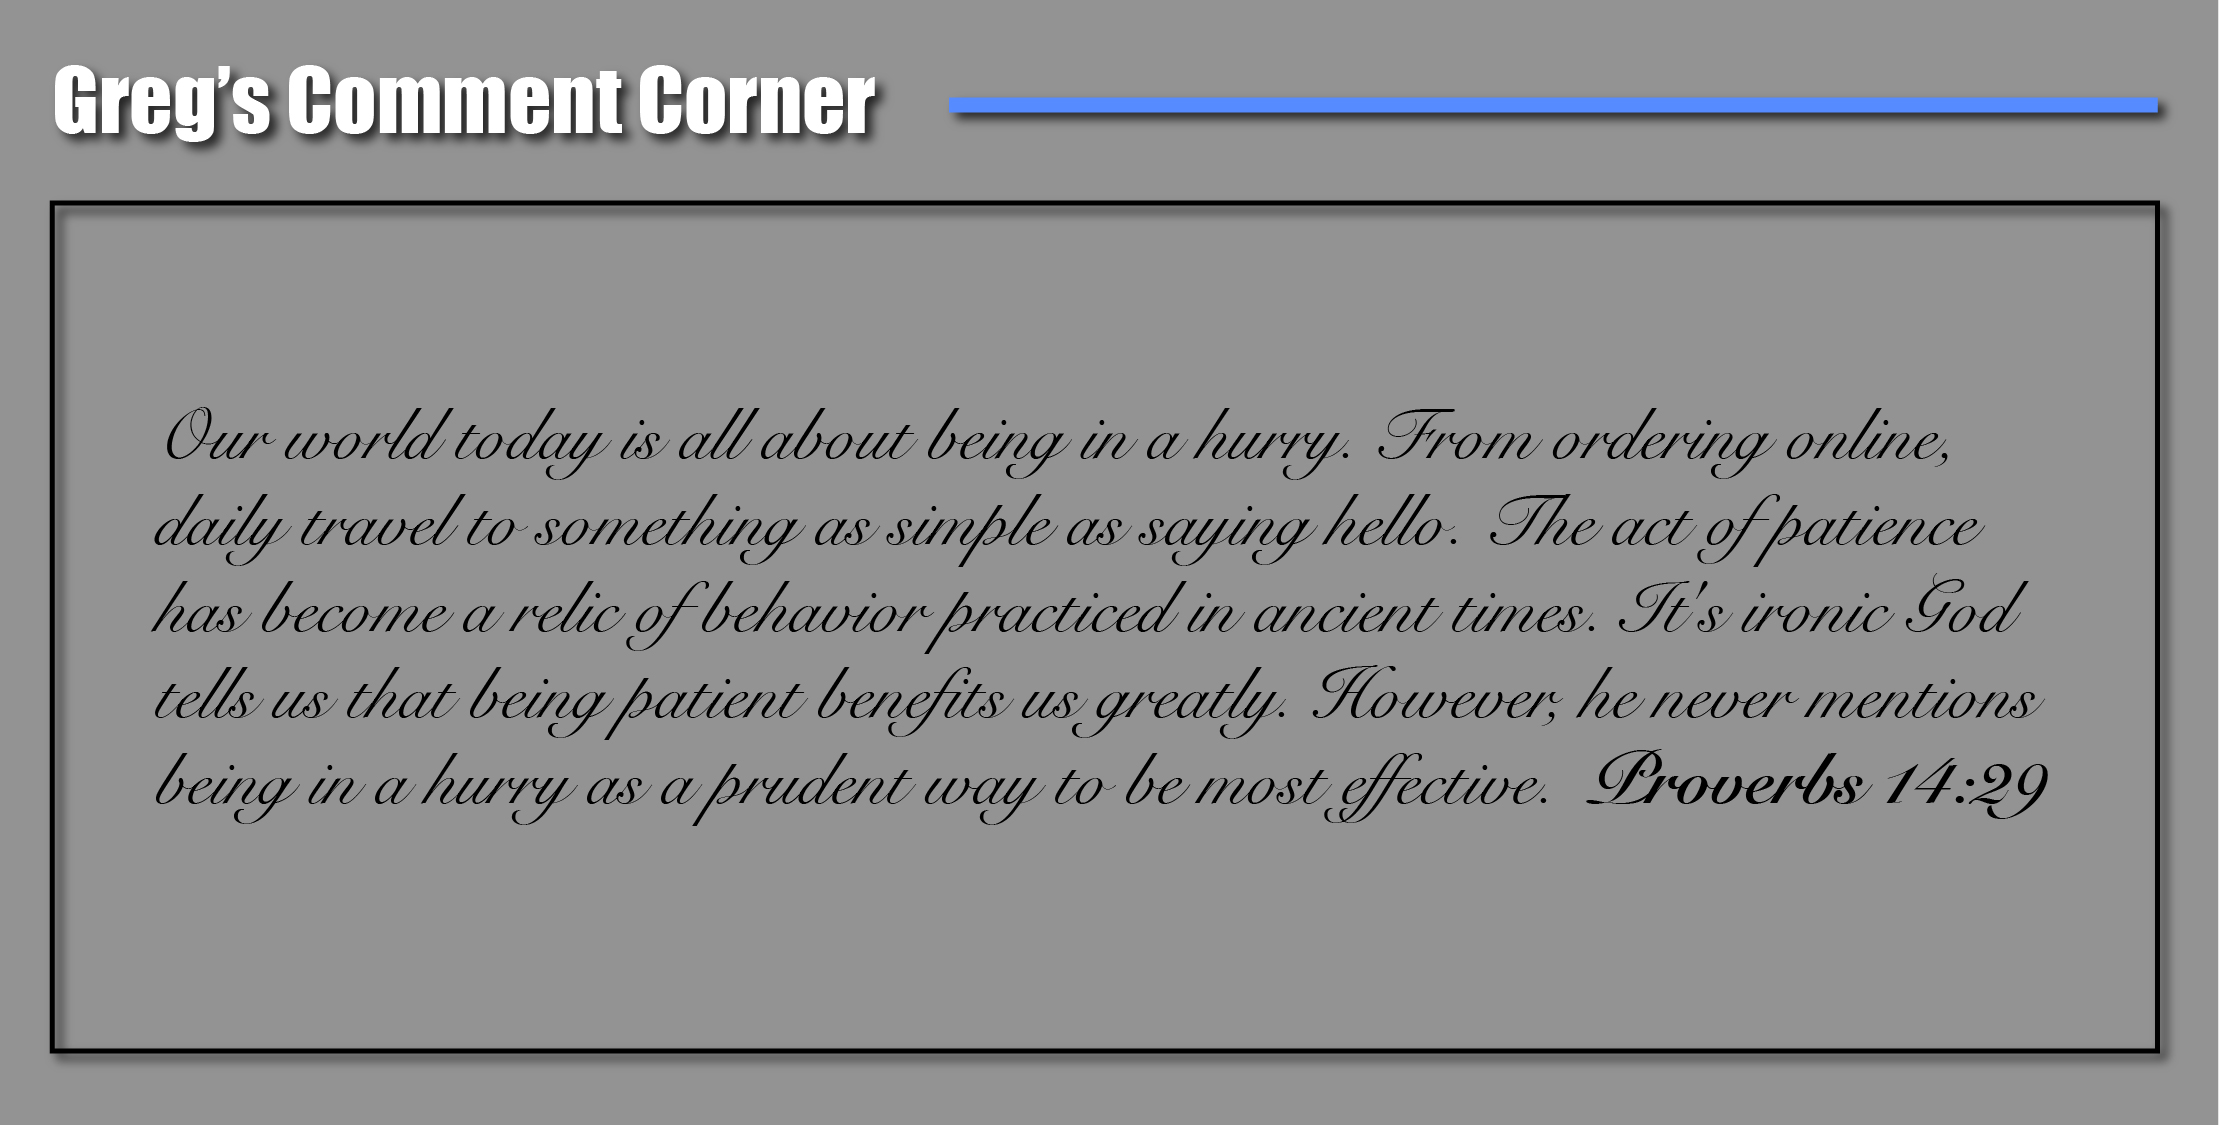 Greg’s Comment Corner
Our world today is all about being in a hurry. From ordering online,
daily travel to something as simple as saying hello. The act of patience
has become a relic of behavior practiced in ancient times. It's ironic God
tells us that being patient benefits us greatly. However, he never mentions
being in a hurry as a prudent way to be most effective. Proverbs 14:29